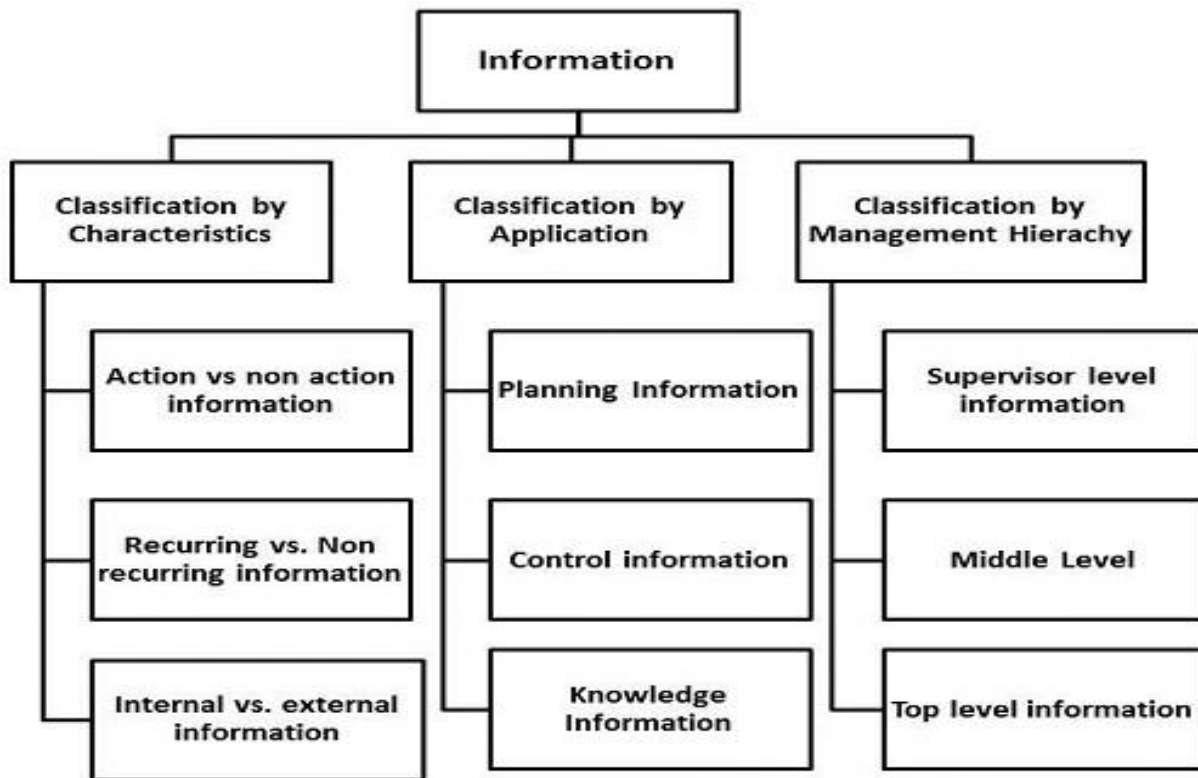 Information
Classification by
Characteristics
Classification by
Application
Classification by
Management Hierachy
Action vs non action
information
Planning Information
Supervisor level
information
Recurring vs. Non
recurring information
Control information
Middle Level
Internal vs. external
information
Knowledge
Information
Top level information